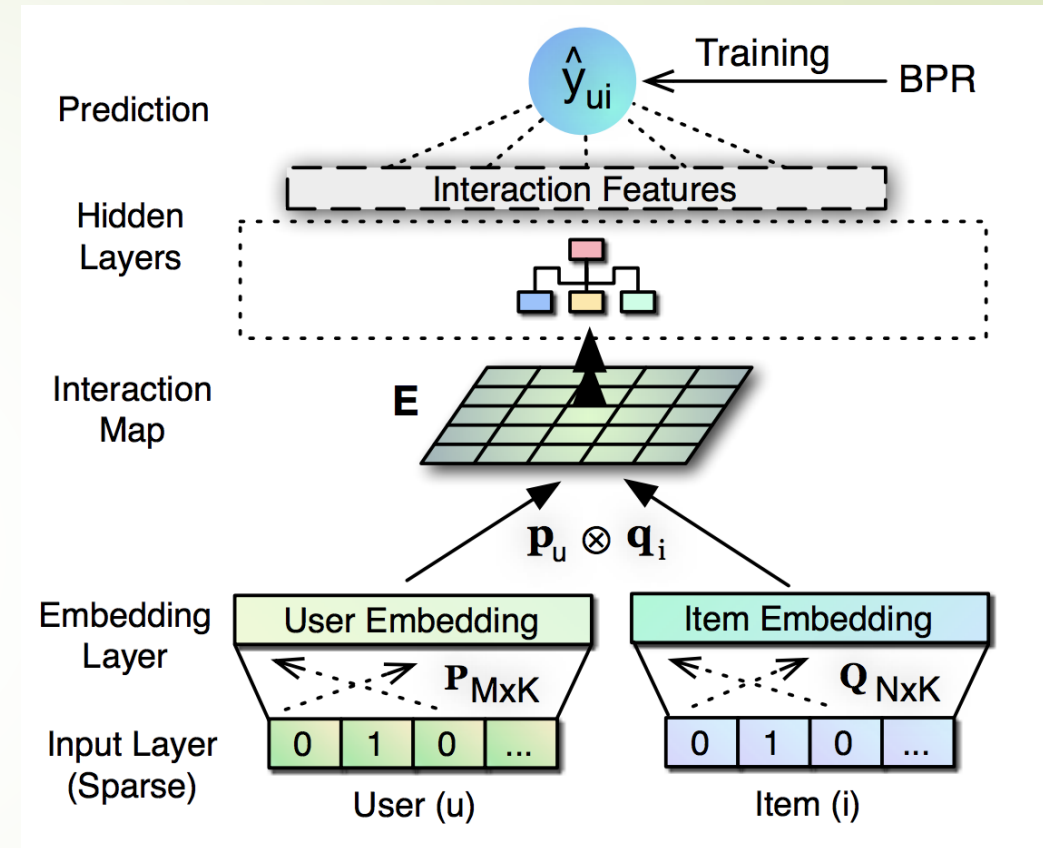 Training
BPR
ŷui
Prediction
Interaction Features
Hidden
Layers
Interaction
Map
E
pu ⊗ qi
Embedding
Layer
User Embedding
Item Embedding
PMxK
QNxK
Input Layer
(Sparse)
0 1 0 ...
0 1 0 ...
User (u)
Item (i)